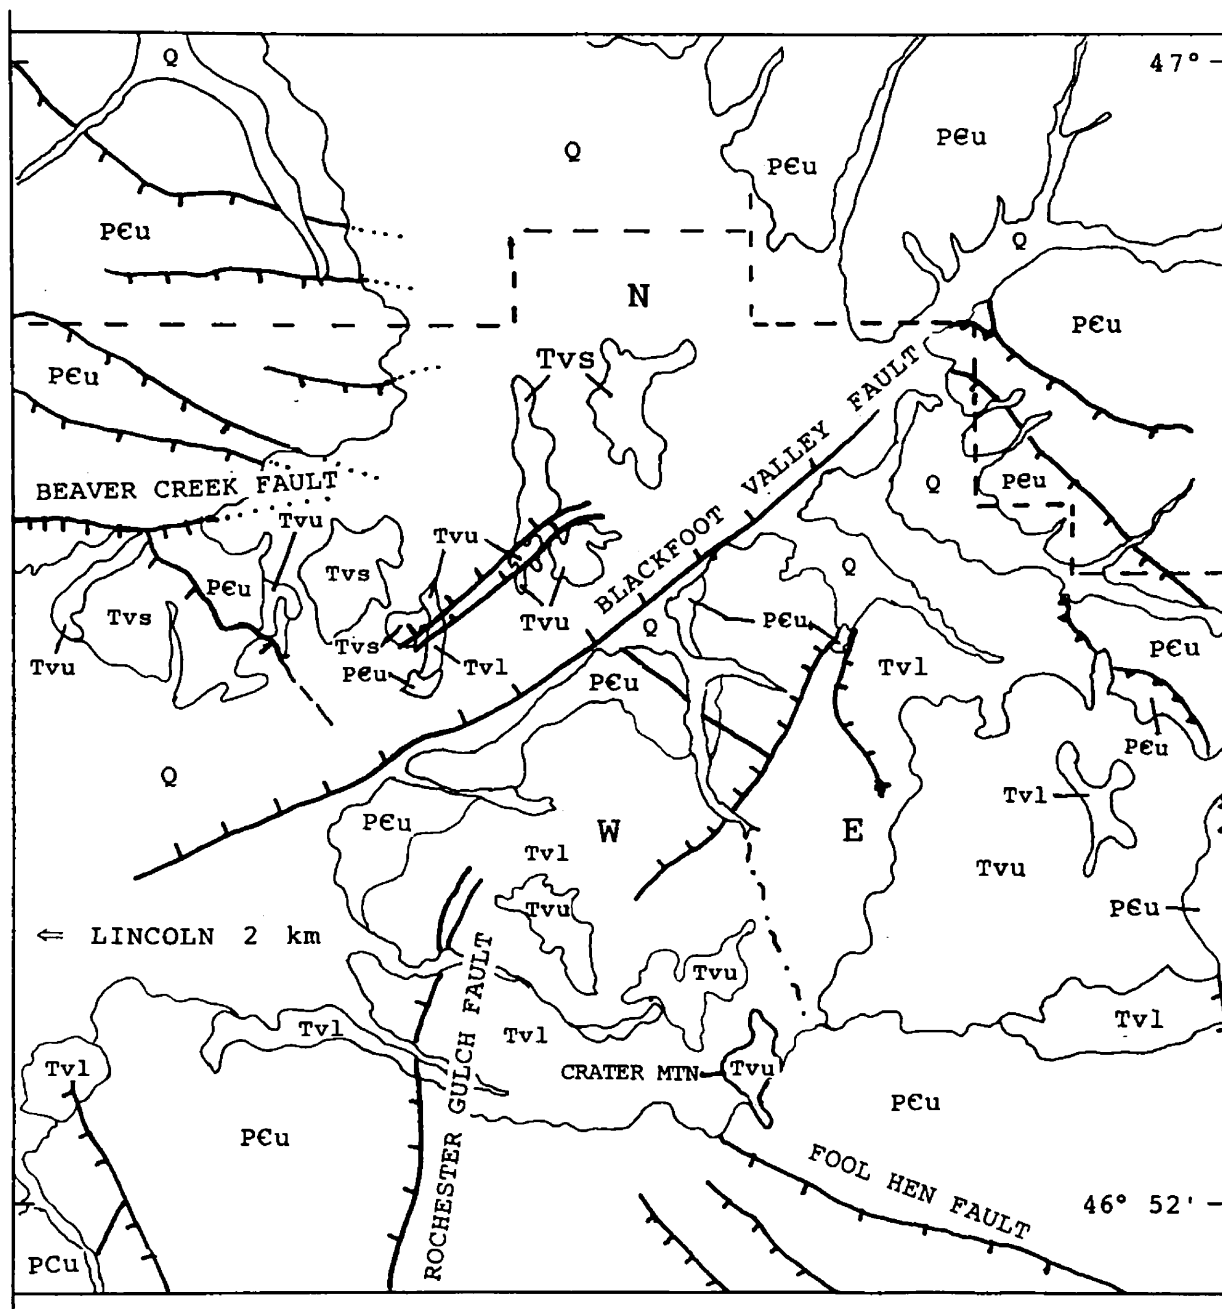 Q
47°
Q
PЄu
PЄu
PЄu
Q
N
PЄu
Tvs
PЄu
BLACKFOOT VALLEY FAULT
BEAVER CREEK FAULT
Q
PЄu
Tvu
Tvu
Tvs
PЄu
Q
Tvs
Tvu
PЄu
Q
Tvs
PЄu
Tvu
PЄu
Tvl
Tvl
PЄu
PЄu
Q
Tvl
PЄu
W
E
Tvl
Tvu
Tvu
PЄu
⇐ LINCOLN 2 km
Tvu
ROCHESTER GULCH FAULT
Tvl
Tvl
Tvl
Tvl
CRATER MTN
Tvu
PЄu
PЄu
FOOL HEN FAULT
46° 52'
PCu